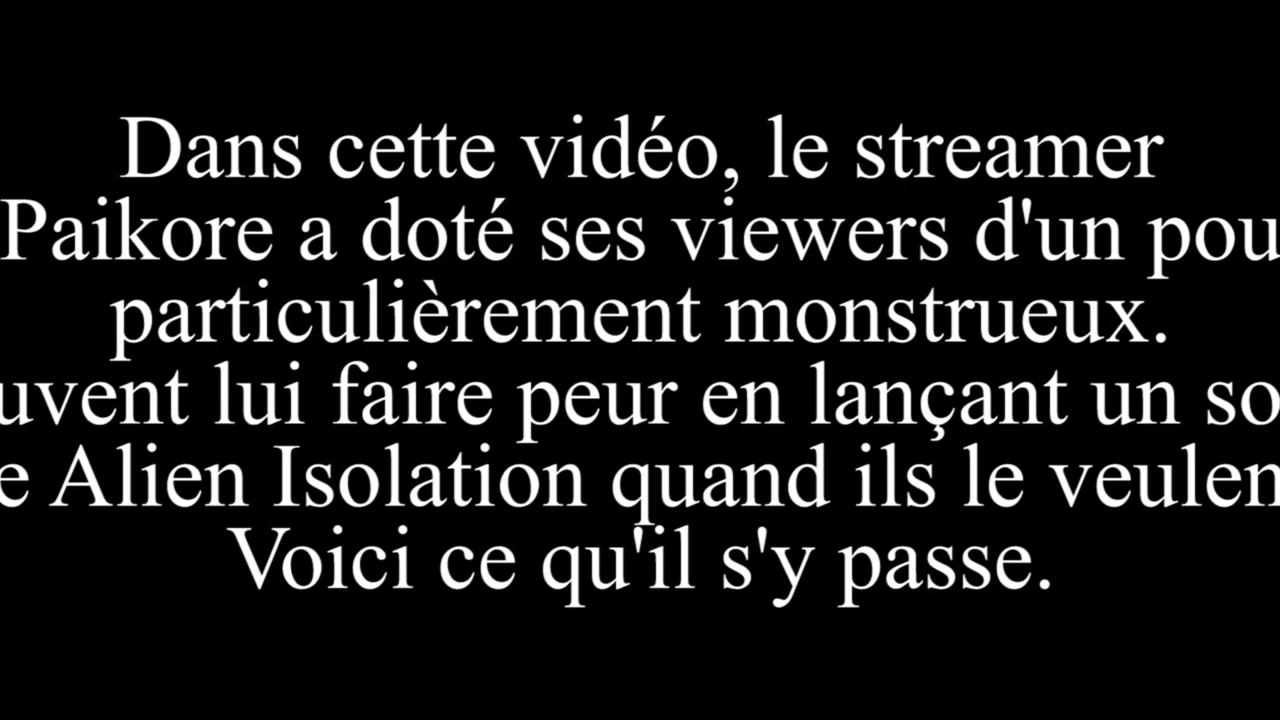 Dans cette vidéo, le streamer
Paikore a doté ses viewers d'un pou
particulièrement monstrueux.
uvent lui faire peur en lançant un so
e Alien Isolation quand ils le veulen
Voici ce qu'il s'y passe.